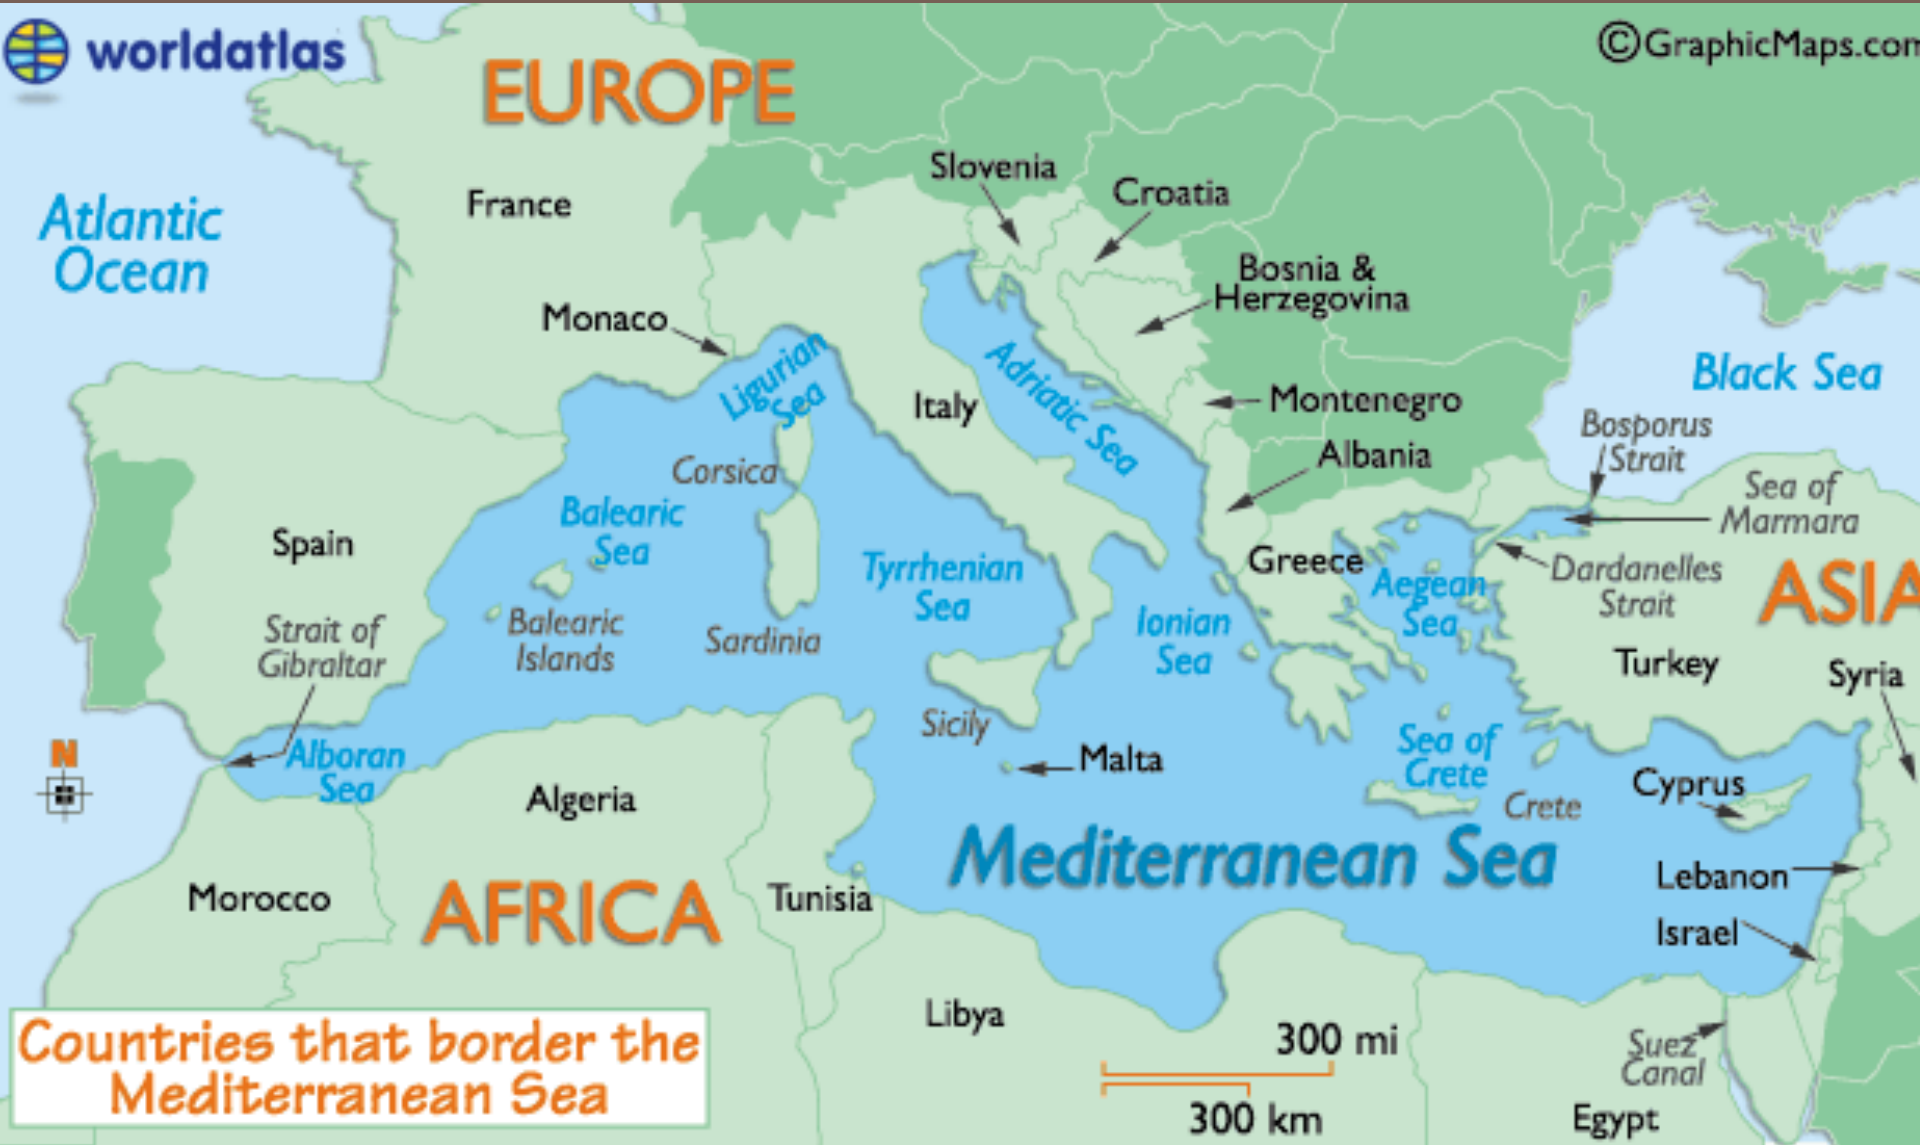 worldatlas
©GraphicMaps.com
EUROPE
Slovenia
Croatia
France
Atlantic
Ocean
Bosnia &
Herzegovina
Monaco
Ligurian
Sea
Adriatic Sea
Black Sea
Italy
Montenegro
Bosporus
Strait
Albania
Corsica
Sea of
Marmara
Balearic
Sea
Spain
Tyrrhenian
Sea
Greece
Aegean
Sea
Dardanelles
Strait
ASIA
Strait of
Gibraltar
Balearic
Islands
Sardinia
Ionian
Sea
Turkey
Syria
Sicily
N
Alboran
Sea
Malta
Sea of
Crete
Crete
Cyprus
Algeria
Mediterranean Sea
Lebanon
Morocco
AFRICA
Tunisia
Israel
Libya
Countries that border the
Mediterranean Sea
300 mi
300 km
Suez
Canal
Egypt